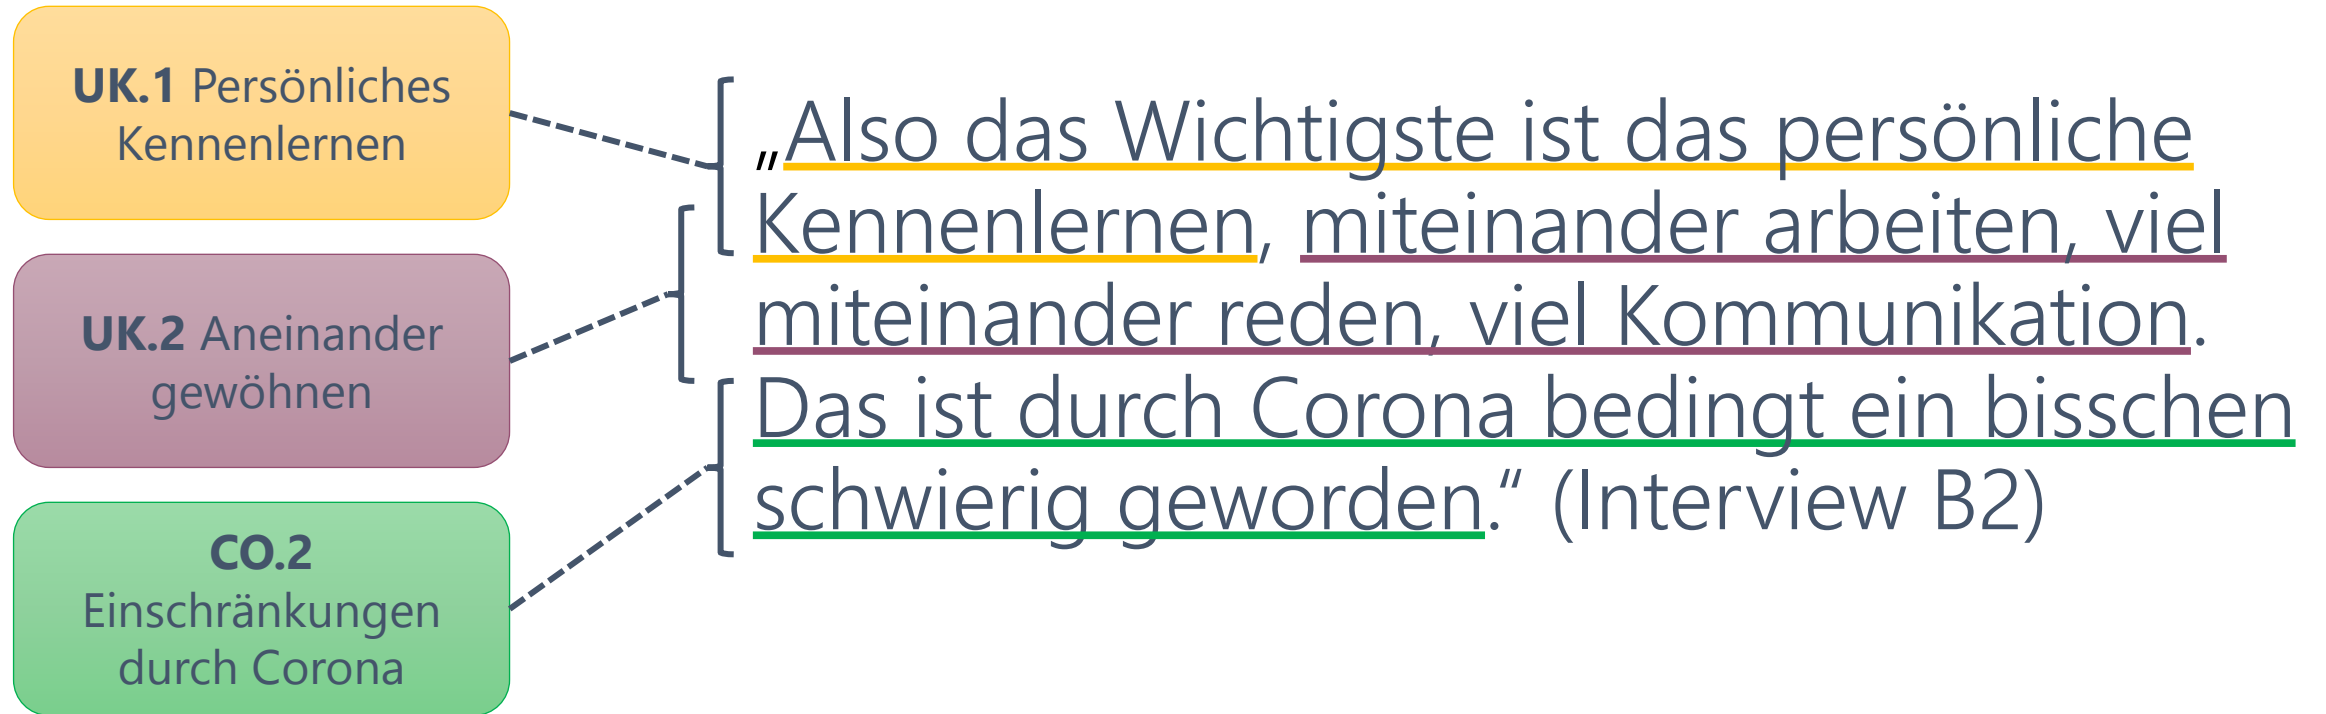 UK.1 Persönliches
Kennenlernen
UK.2 Aneinander
gewöhnen
CO.2
Einschränkungen
durch Corona
„Also das Wichtigste ist das persönliche
Kennenlernen, miteinander arbeiten, viel
miteinander reden, viel Kommunikation.
Das ist durch Corona bedingt ein bisschen
schwierig geworden.“ (Interview B2)